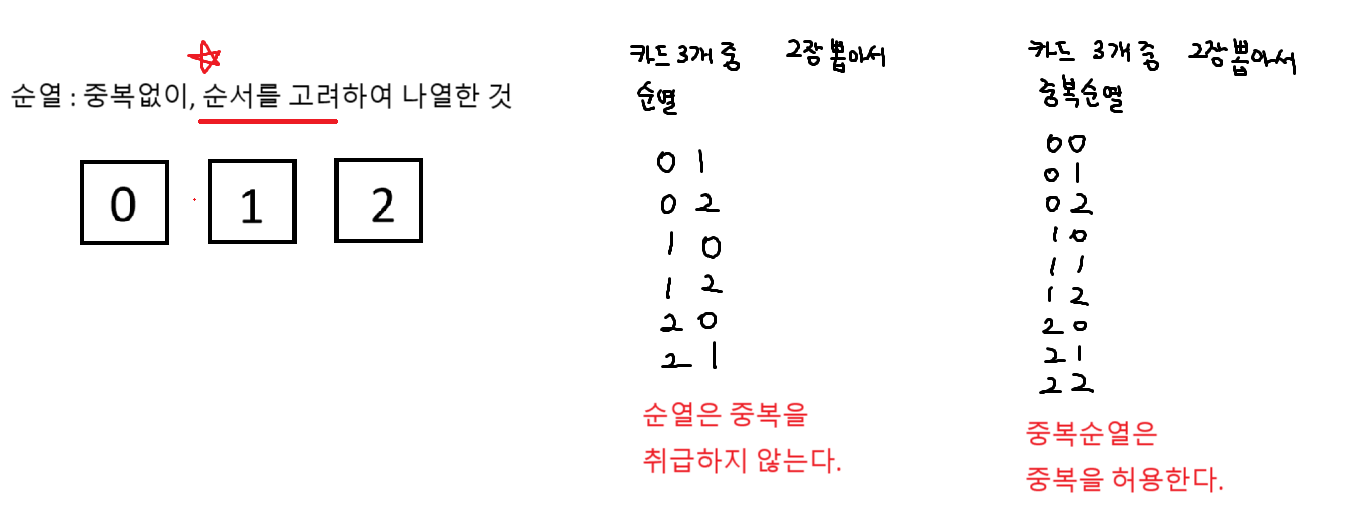 순열 : 중복없이, 순서를 고려하여 나열한 것
0 1 2
카드 3개 중 2장 뽑아서
순열
0 1
0 2
1 0
1 2
2 0
2 1
순열은 중복을
취급하지 않는다.
카드 3개 중 2장 뽑아서
중복순열
0 0
0 1
0 2
1 0
1 1
1 2
2 0
2 1
2 2
중복순열은
중복을 허용한다.